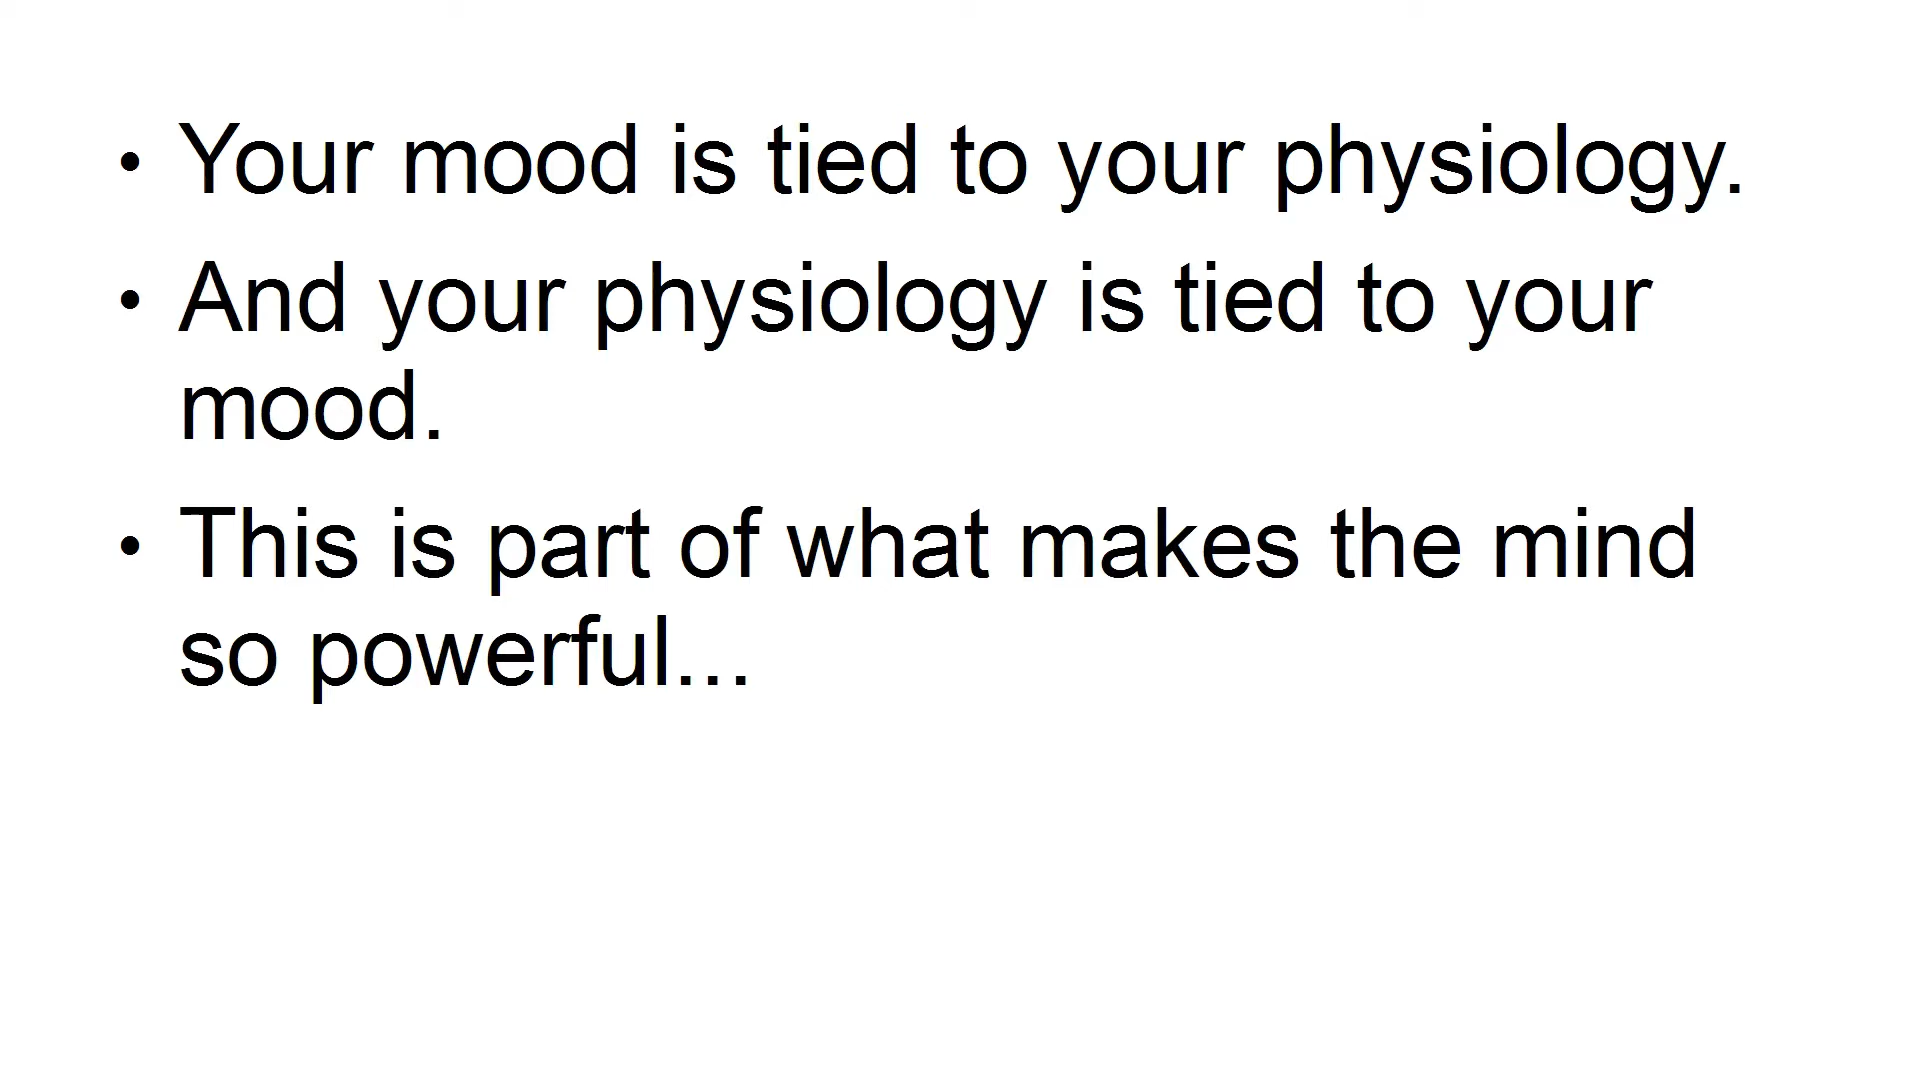 • Your mood is tied to your physiology.
• And your physiology is tied to your
mood.
• This is part of what makes the mind
so powerful...